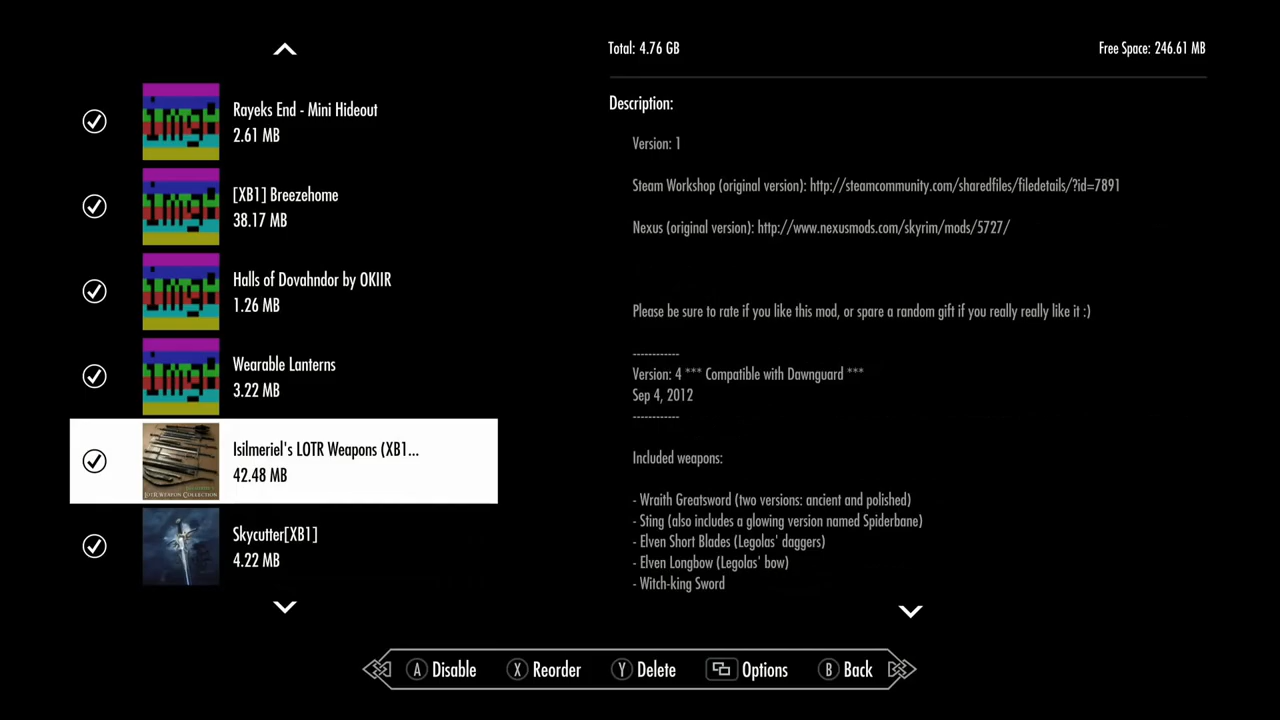 Total: 4.76 GB
Free Space: 246.61 MB
Rayeks End - Mini Hideout
2.61 MB
[XB1] Breezehome
38.17 MB
Halls of Dovahndor by OKIIR
1.26 MB
Wearable Lanterns
3.22 MB
Isilmeriel's LOTR Weapons (XB1...
42.48 MB
LOTR WEAPON COLLECTION
Skycutter[XB1]
4.22 MB
Description:
Version: 1
Steam Workshop (original version): http://steamcommunity.com/sharedfiles/filedetails/?id=7891
Nexus (original version): http://www.nexusmods.com/skyrim/mods/5727/
Please be sure to rate if you like this mod, or spare a random gift if you really really like it :)
------------
Version: 4 *** Compatible with Dawnguard ***
Sep 4, 2012
------------
Included weapons:
- Wraith Greatsword (two versions: ancient and polished)
- Sting (also includes a glowing version named Spiderbane)
- Elven Short Blades (Legolas' daggers)
- Elven Longbow (Legolas' bow)
- Witch-king Sword
A Disable X Reorder Y Delete Options B Back